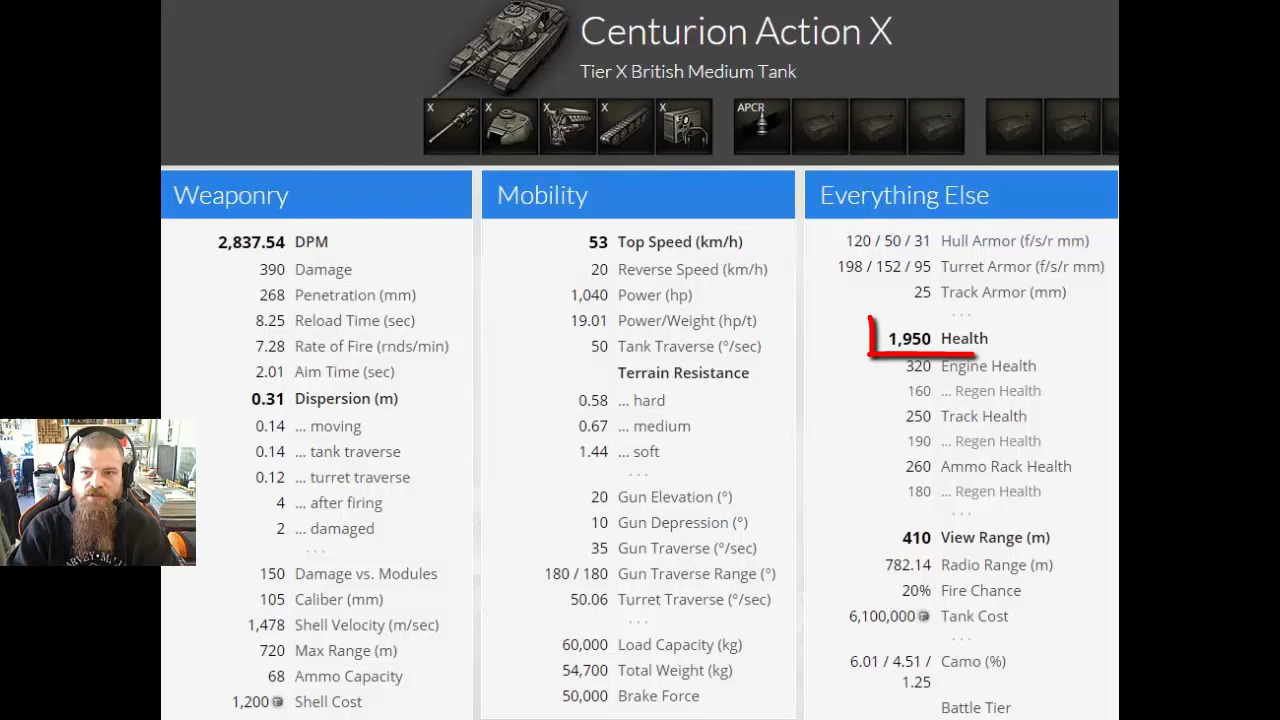 Centurion Action X
Tier X British Medium Tank
X X X X X APCR
Weaponry
2,837.54 DPM
390 Damage
268 Penetration (mm)
8.25 Reload Time (sec)
7.28 Rate of Fire (rnds/min)
2.01 Aim Time (sec)
0.31 Dispersion (m)
0.14 ... moving
0.14 ... tank traverse
0.12 ... turret traverse
4 ... after firing
2 ... damaged
...
150 Damage vs. Modules
105 Caliber (mm)
1,478 Shell Velocity (m/sec)
720 Max Range (m)
68 Ammo Capacity
1,200 Shell Cost
Mobility
53 Top Speed (km/h)
20 Reverse Speed (km/h)
1,040 Power (hp)
19.01 Power/Weight (hp/t)
50 Tank Traverse (°/sec)
Terrain Resistance
0.58 ... hard
0.67 ... medium
1.44 ... soft
...
20 Gun Elevation (°)
10 Gun Depression (°)
35 Gun Traverse (°/sec)
180 / 180 Gun Traverse Range (°)
50.06 Turret Traverse (°/sec)
...
60,000 Load Capacity (kg)
54,700 Total Weight (kg)
50,000 Brake Force
Everything Else
120 / 50 / 31 Hull Armor (f/s/r mm)
198 / 152 / 95 Turret Armor (f/s/r mm)
25 Track Armor (mm)
...
1,950 Health
320 Engine Health
160 ... Regen Health
250 Track Health
190 ... Regen Health
260 Ammo Rack Health
180 ... Regen Health
...
410 View Range (m)
782.14 Radio Range (m)
20% Fire Chance
6,100,000 Tank Cost
...
6.01 / 4.51 / Camo (%)
1.25
Battle Tier